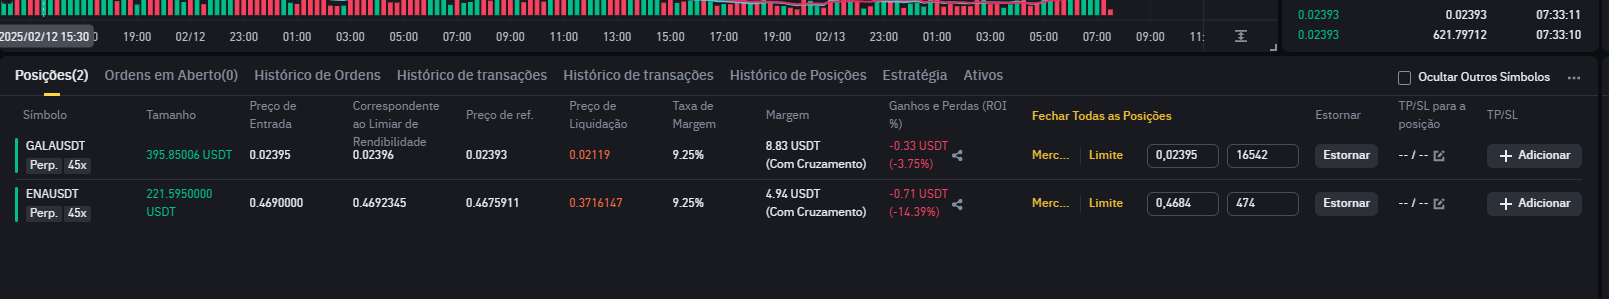 0.02393 0.02393 07:33:11
2025/02/12 15:30 19:00 02/12 23:00 01:00 03:00 05:00 07:00 09:00 11:00 13:00 15:00 17:00 19:00 02/13 23:00 01:00 03:00 05:00 07:00 09:00 11:
0.02393 621.79712 07:33:10
Posições(2) Ordens em Aberto(0) Histórico de Ordens Histórico de transações Histórico de transações Histórico de Posições Estratégia Ativos Ocultar Outros Símbolos ...
Símbolo Tamanho Preço de Entrada Correspondente ao Limiar de Rendibilidade Preço de ref. Preço de Liquidação Taxa de Margem Margem Ganhos e Perdas (ROI %) Fechar Todas as Posições Estornar TP/SL para a posição TP/SL
GALAUSDT 395.85006 USDT 0.02395 0.02396 0.02393 0.02119 9.25% 8.83 USDT -0.33 USDT Merc... Limite 0,02395 16542 Estornar -- / -- + Adicionar
Perp. 45x (Com Cruzamento) (-3.75%)
ENAUSDT 221.5950000 USDT 0.4690000 0.4692345 0.4675911 0.3716147 9.25% 4.94 USDT -0.71 USDT Merc... Limite 0,4684 474 Estornar -- / -- + Adicionar
Perp. 45x (Com Cruzamento) (-14.39%)